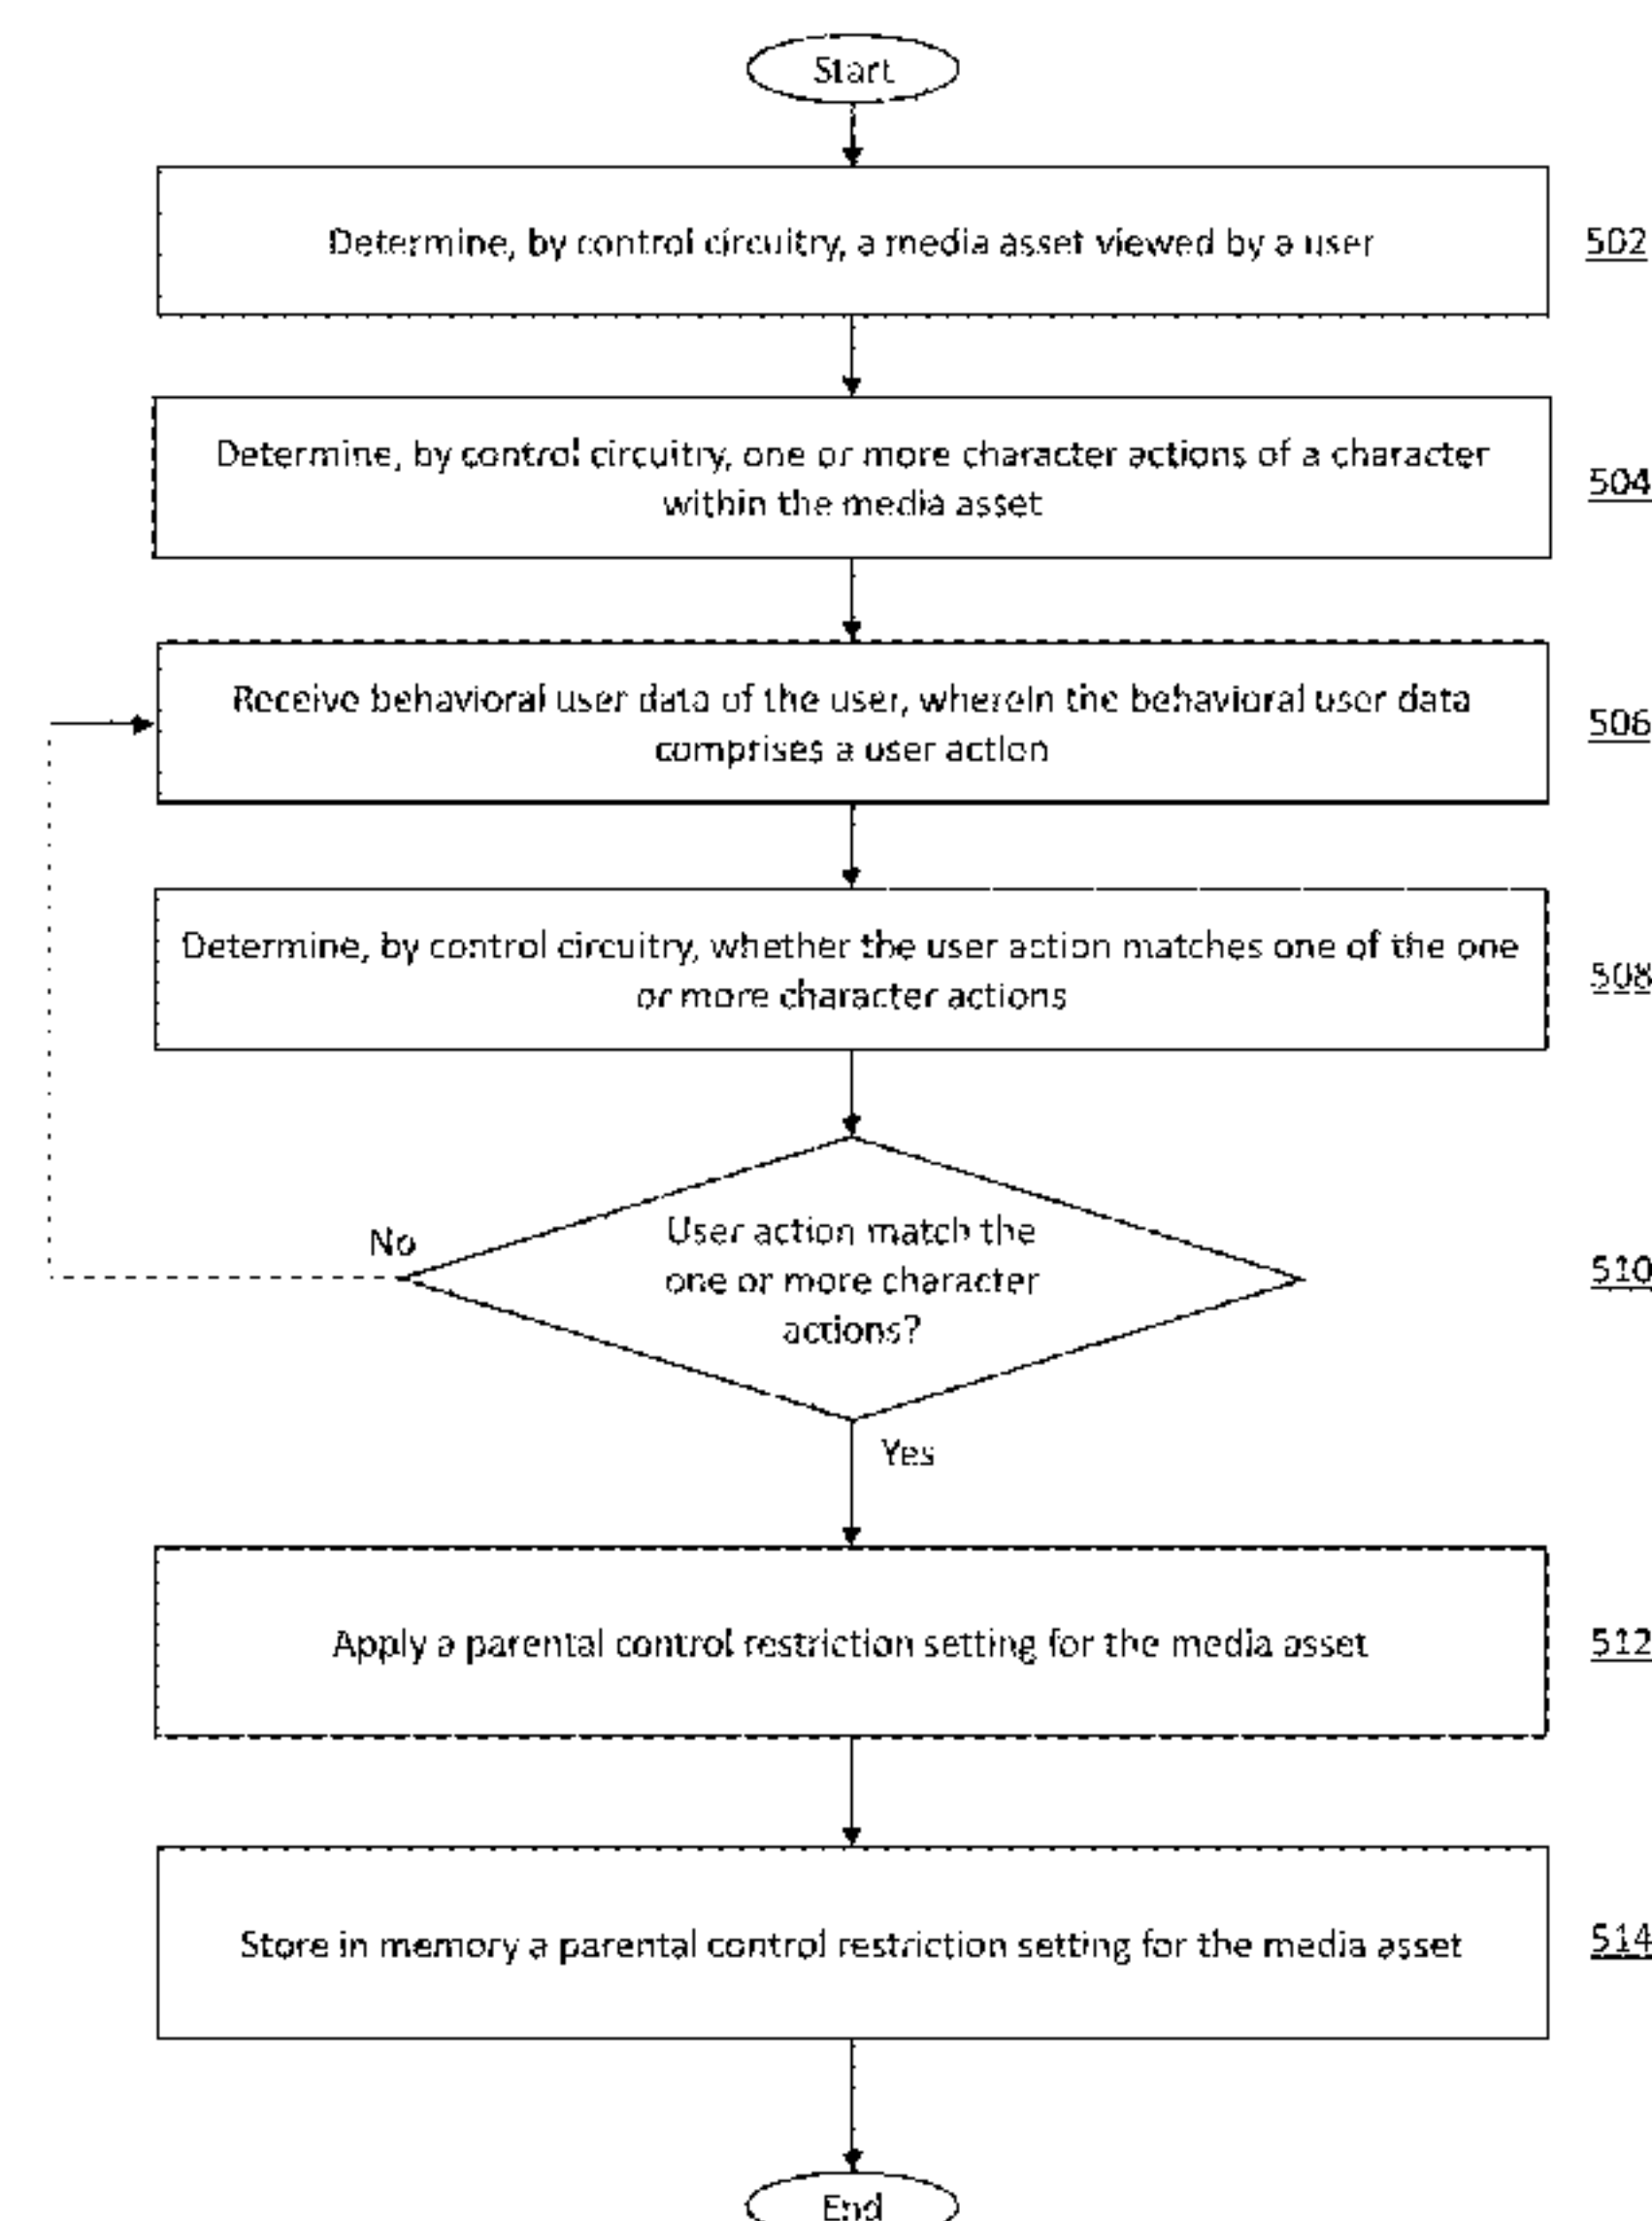 Start
Determine, by control circuitry, a media asset viewed by a user
502
Determine, by control circuitry, one or more character actions of a character
within the media asset
504
Receive behavioral user data of the user, wherein the behavioral user data
comprises a user action
506
Determine, by control circuitry, whether the user action matches one of the one
or more character actions
508
No
User action match the
one or more character
actions?
510
Yes
Apply a parental control restriction setting for the media asset
512
Store in memory a parental control restriction setting for the media asset
514
End